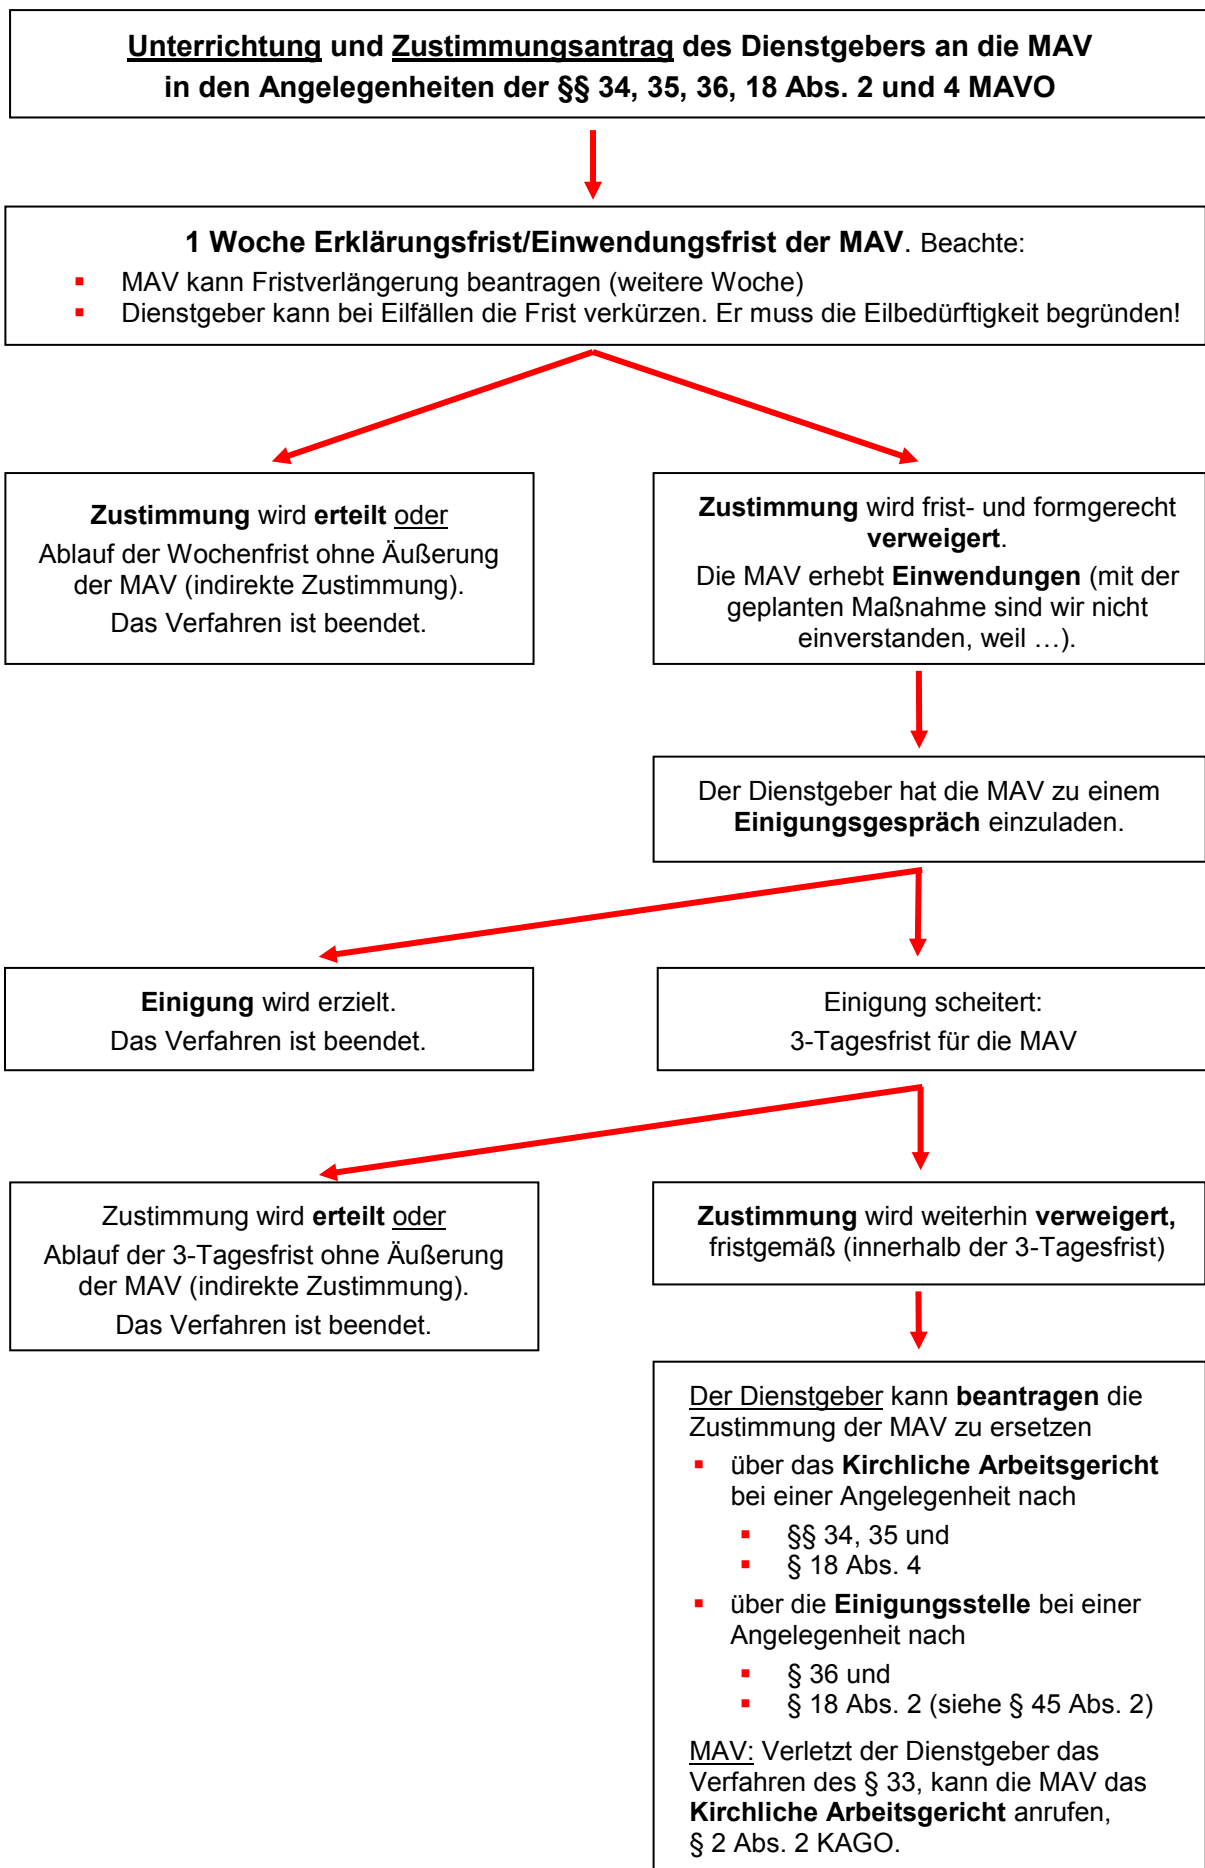 Unterrichtung und Zustimmungsantrag des Dienstgebers an die MAV
in den Angelegenheiten der §§ 34, 35, 36, 18 Abs. 2 und 4 MAVO
1 Woche Erklärungsfrist/Einwendungsfrist der MAV. Beachte:
▪ MAV kann Fristverlängerung beantragen (weitere Woche)
▪ Dienstgeber kann bei Eilfällen die Frist verkürzen. Er muss die Eilbedürftigkeit begründen!
Zustimmung wird erteilt oder
Ablauf der Wochenfrist ohne Äußerung
der MAV (indirekte Zustimmung).
Das Verfahren ist beendet.
Zustimmung wird frist- und formgerecht
verweigert.
Die MAV erhebt Einwendungen (mit der
geplanten Maßnahme sind wir nicht
einverstanden, weil …).
Der Dienstgeber hat die MAV zu einem
Einigungsgespräch einzuladen.
Einigung wird erzielt.
Das Verfahren ist beendet.
Einigung scheitert:
3-Tagesfrist für die MAV
Zustimmung wird erteilt oder
Ablauf der 3-Tagesfrist ohne Äußerung
der MAV (indirekte Zustimmung).
Das Verfahren ist beendet.
Zustimmung wird weiterhin verweigert,
fristgemäß (innerhalb der 3-Tagesfrist)
Der Dienstgeber kann beantragen die
Zustimmung der MAV zu ersetzen
▪ über das Kirchliche Arbeitsgericht
bei einer Angelegenheit nach
▪ §§ 34, 35 und
▪ § 18 Abs. 4
▪ über die Einigungsstelle bei einer
Angelegenheit nach
▪ § 36 und
▪ § 18 Abs. 2 (siehe § 45 Abs. 2)
MAV: Verletzt der Dienstgeber das
Verfahren des § 33, kann die MAV das
Kirchliche Arbeitsgericht anrufen,
§ 2 Abs. 2 KAGO.